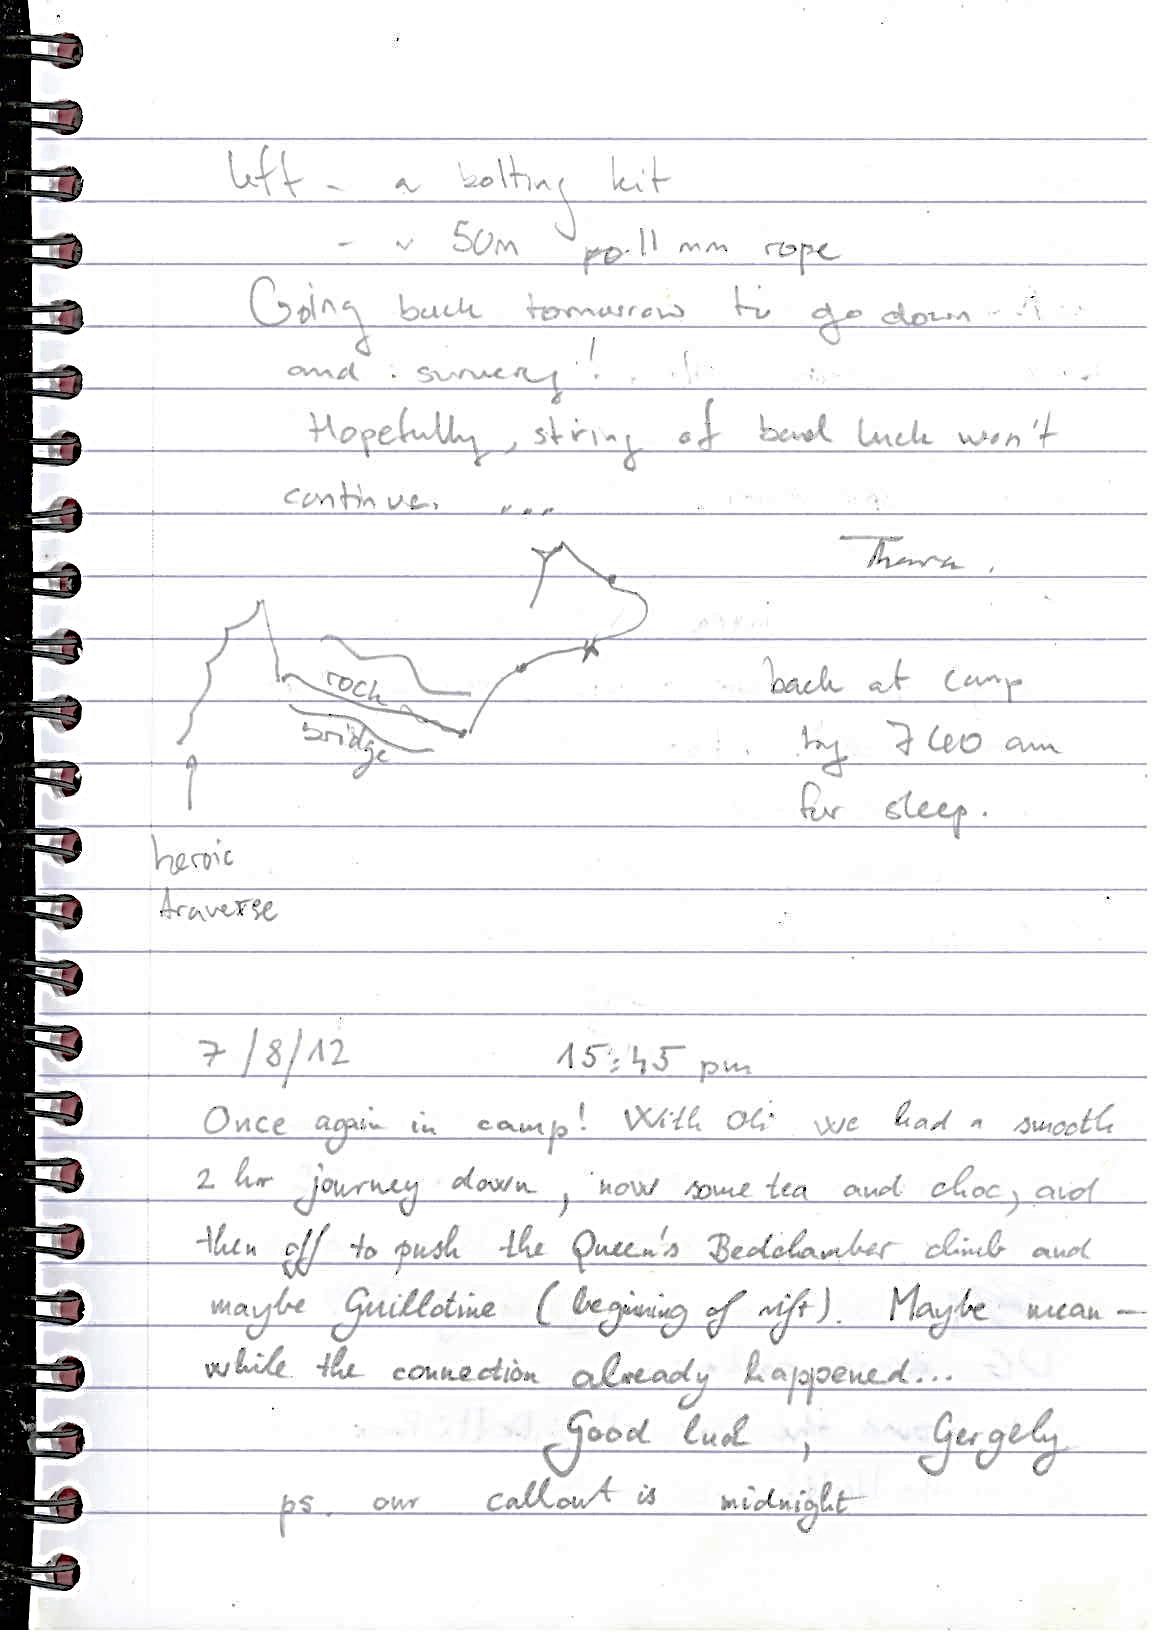 left - a bolting kit
- ~ 50m 11 mm rope
Going back tomorrow to go down
and survey!
Hopefully, string of bad luck won't
continue. ...
Thara.
rock
bridge
back at camp
by 7:40 am
for sleep.
heroic
traverse
7/8/12 15:45 pm
Once again in camp! With Oli we had a smooth
2 hr journey down, now some tea and choc, and
then off to push the Queen's Bedchamber climb and
maybe Guillotine (beginning of rift). Maybe mean-
while the connection already happened...
Good luck, Gergely
ps. our callout is midnight